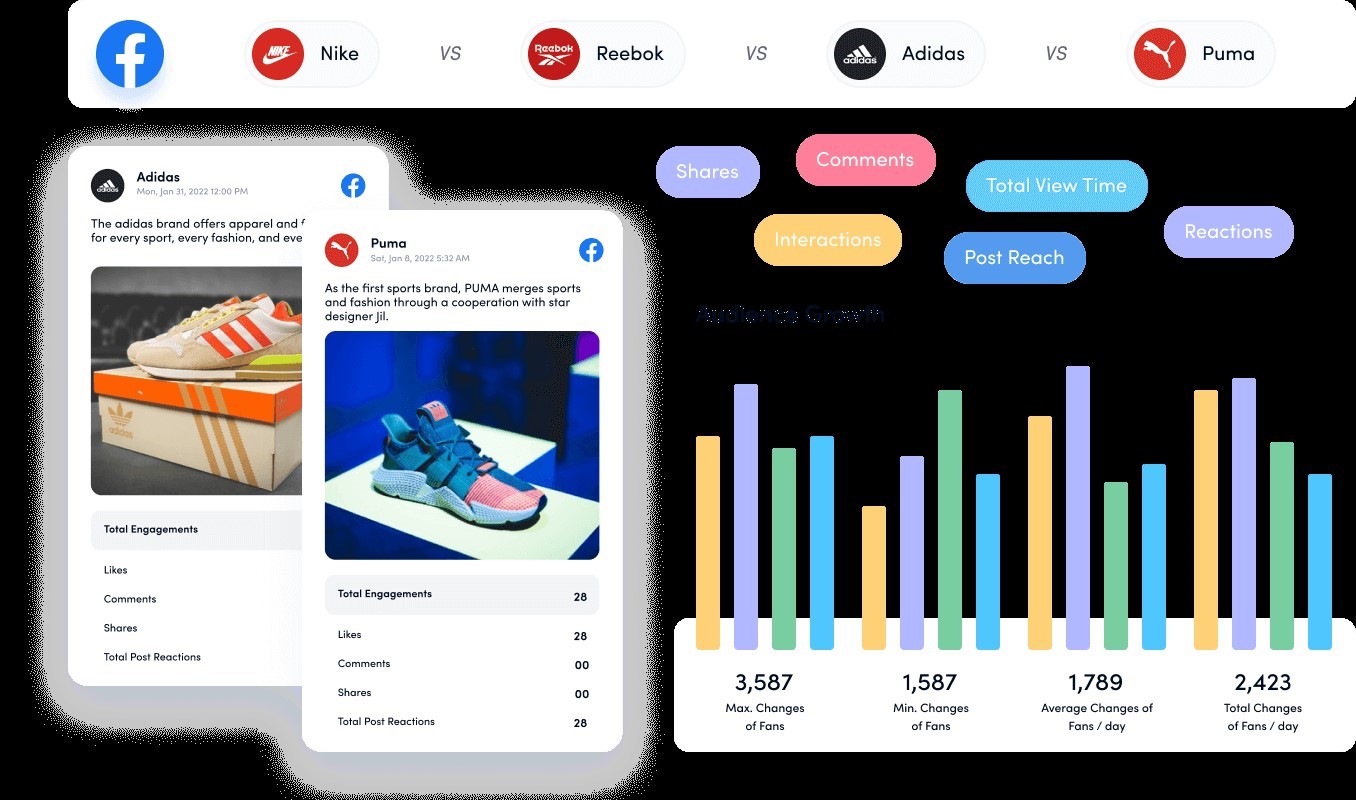 Nike
VS
Reebok
Reebok
VS
adidas
Adidas
VS
Puma
Adidas
Mon, Jan 31, 2022 12:00 PM
The adidas brand offers apparel and f
for every sport, every fashion, and eve
adidas
Total Engagements
Likes
Comments
Shares
Total Post Reactions
Puma
Sat, Jan 8, 2022 5:32 AM
As the first sports brand, PUMA merges sports
and fashion through a cooperation with star
designer Jil.
Total Engagements 28
Likes 28
Comments 00
Shares 00
Total Post Reactions 28
Shares
Comments
Total View Time
Interactions
Post Reach
Reactions
Audience Growth
3,587
Max. Changes
of Fans
1,587
Min. Changes
of Fans
1,789
Average Changes of
Fans / day
2,423
Total Changes
of Fans / day